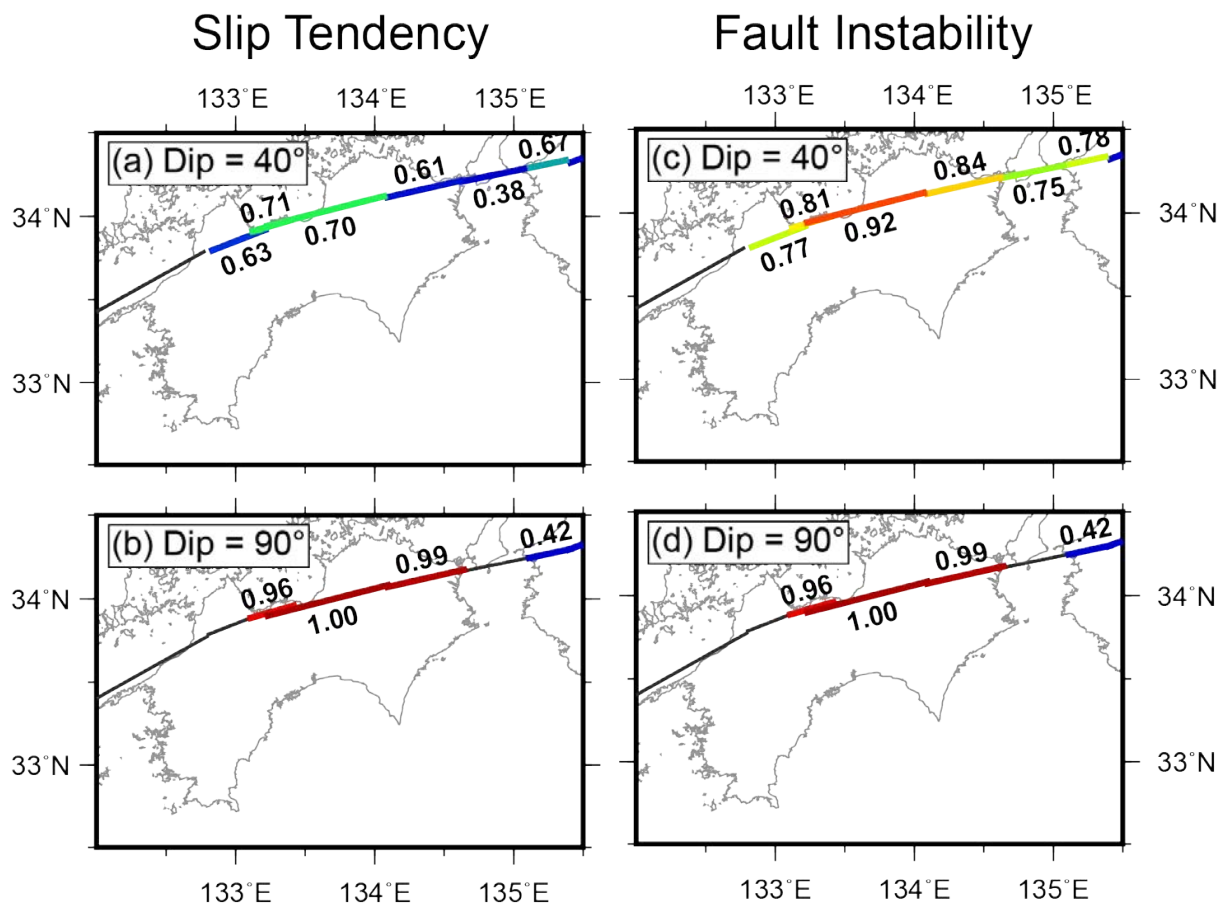 Slip Tendency Fault Instability
133°E 134°E 135°E 133°E 134°E 135°E
(a) Dip = 40°
0.67
0.61
0.71
0.38
0.70
0.63
34°N
33°N
(c) Dip = 40°
0.78
0.84
0.81
0.75
0.92
0.77
34°N
33°N
(b) Dip = 90°
0.42
0.99
0.96
1.00
34°N
33°N
(d) Dip = 90°
0.42
0.99
0.96
1.00
34°N
33°N
133°E 134°E 135°E 133°E 134°E 135°E